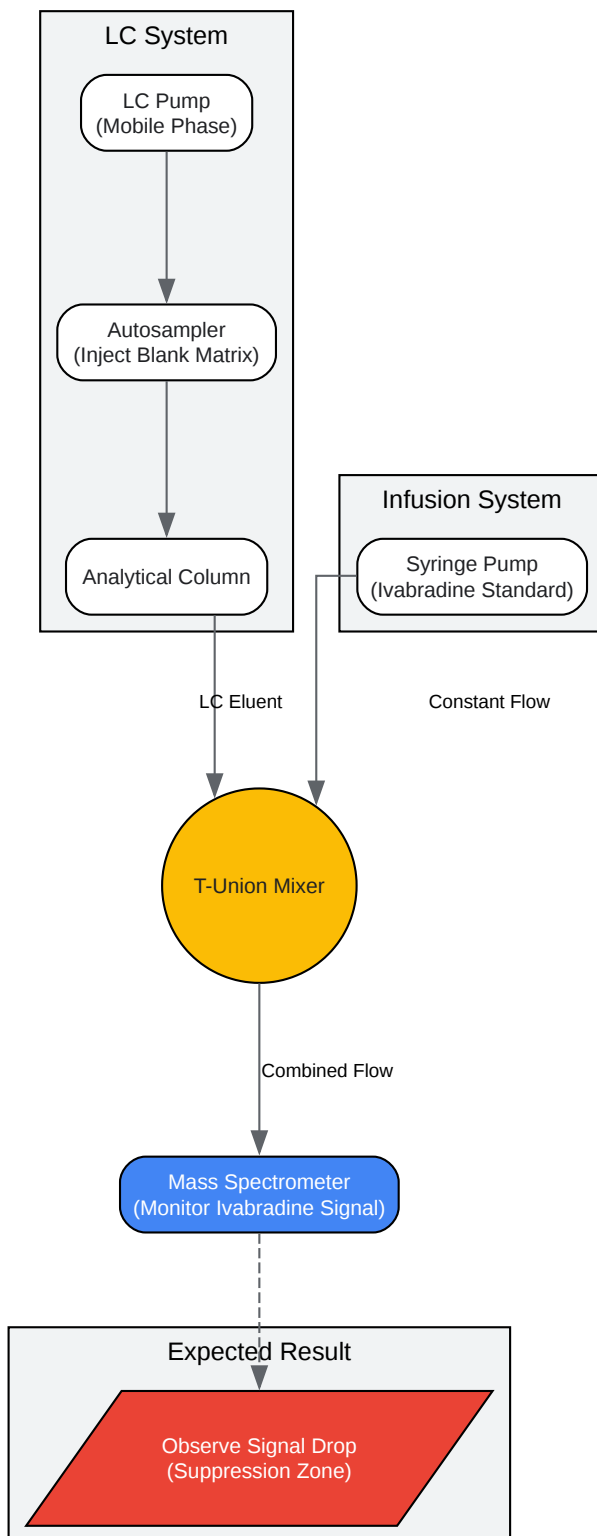 LC System
LC Pump
(Mobile Phase)
Autosampler
(Inject Blank Matrix)
Analytical Column
Infusion System
Syringe Pump
(Ivabradine Standard)
LC Eluent
Constant Flow
T-Union Mixer
Combined Flow
Mass Spectrometer
(Monitor Ivabradine Signal)
Expected Result
Observe Signal Drop
(Suppression Zone)